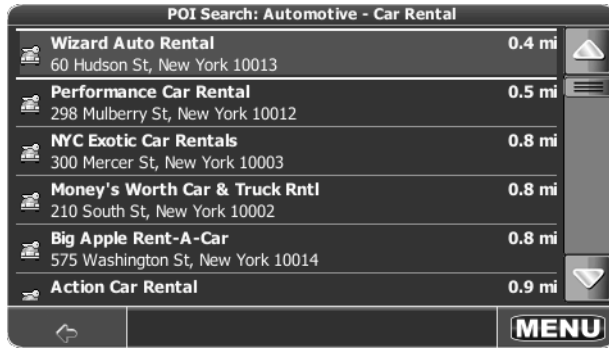 POI Search: Automotive - Car Rental
Wizard Auto Rental 0.4 mi
60 Hudson St, New York 10013
Performance Car Rental 0.5 mi
298 Mulberry St, New York 10012
NYC Exotic Car Rentals 0.8 mi
300 Mercer St, New York 10003
Money's Worth Car & Truck Rntl 0.8 mi
210 South St, New York 10002
Big Apple Rent-A-Car 0.8 mi
575 Washington St, New York 10014
Action Car Rental 0.9 mi
MENU